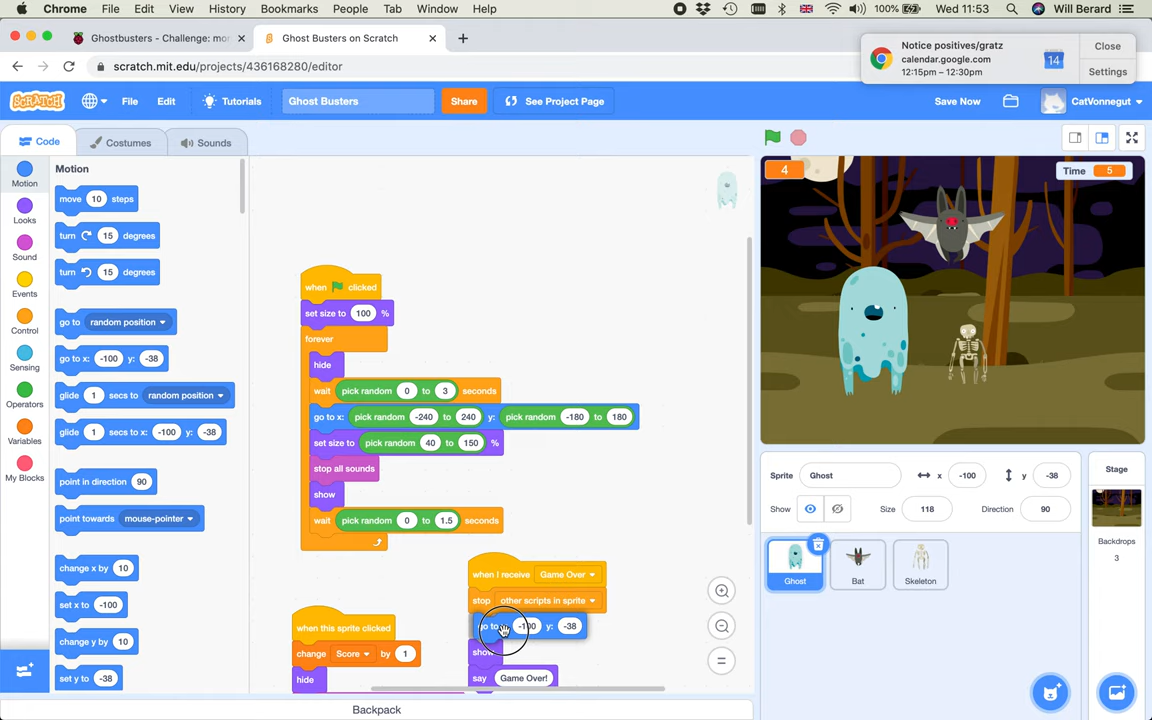 Chrome File Edit View History Bookmarks People Tab Window Help 100% Wed 11:53 Will Berard
Ghostbusters - Challenge: mor
Ghost Busters on Scratch
scratch.mit.edu/projects/436168280/editor
Notice positives/gratz
calendar.google.com
12:15pm – 12:30pm
14
Close
Settings
SCRATCH File Edit Tutorials Ghost Busters Share See Project Page Save Now CatVonnegut
Code Costumes Sounds
Motion
Looks
Sound
Events
Control
Sensing
Operators
Variables
My Blocks
Motion
move 10 steps
turn 15 degrees
turn 15 degrees
go to random position
go to x: -100 y: -38
glide 1 secs to random position
glide 1 secs to x: -100 y: -38
point in direction 90
point towards mouse-pointer
change x by 10
set x to -100
change y by 10
set y to -38
when clicked
set size to 100 %
forever
hide
wait pick random 0 to 3 seconds
go to x: pick random -240 to 240 y: pick random -180 to 180
set size to pick random 40 to 150 %
stop all sounds
show
wait pick random 0 to 1.5 seconds
when this sprite clicked
change Score by 1
hide
when I receive Game Over
stop other scripts in sprite
go to -100 y: -38
say Game Over!
4
Time 5
Sprite Ghost x -100 y -38
Show Size 118 Direction 90
Ghost Bat Skeleton
Stage
Backdrops
3
Backpack